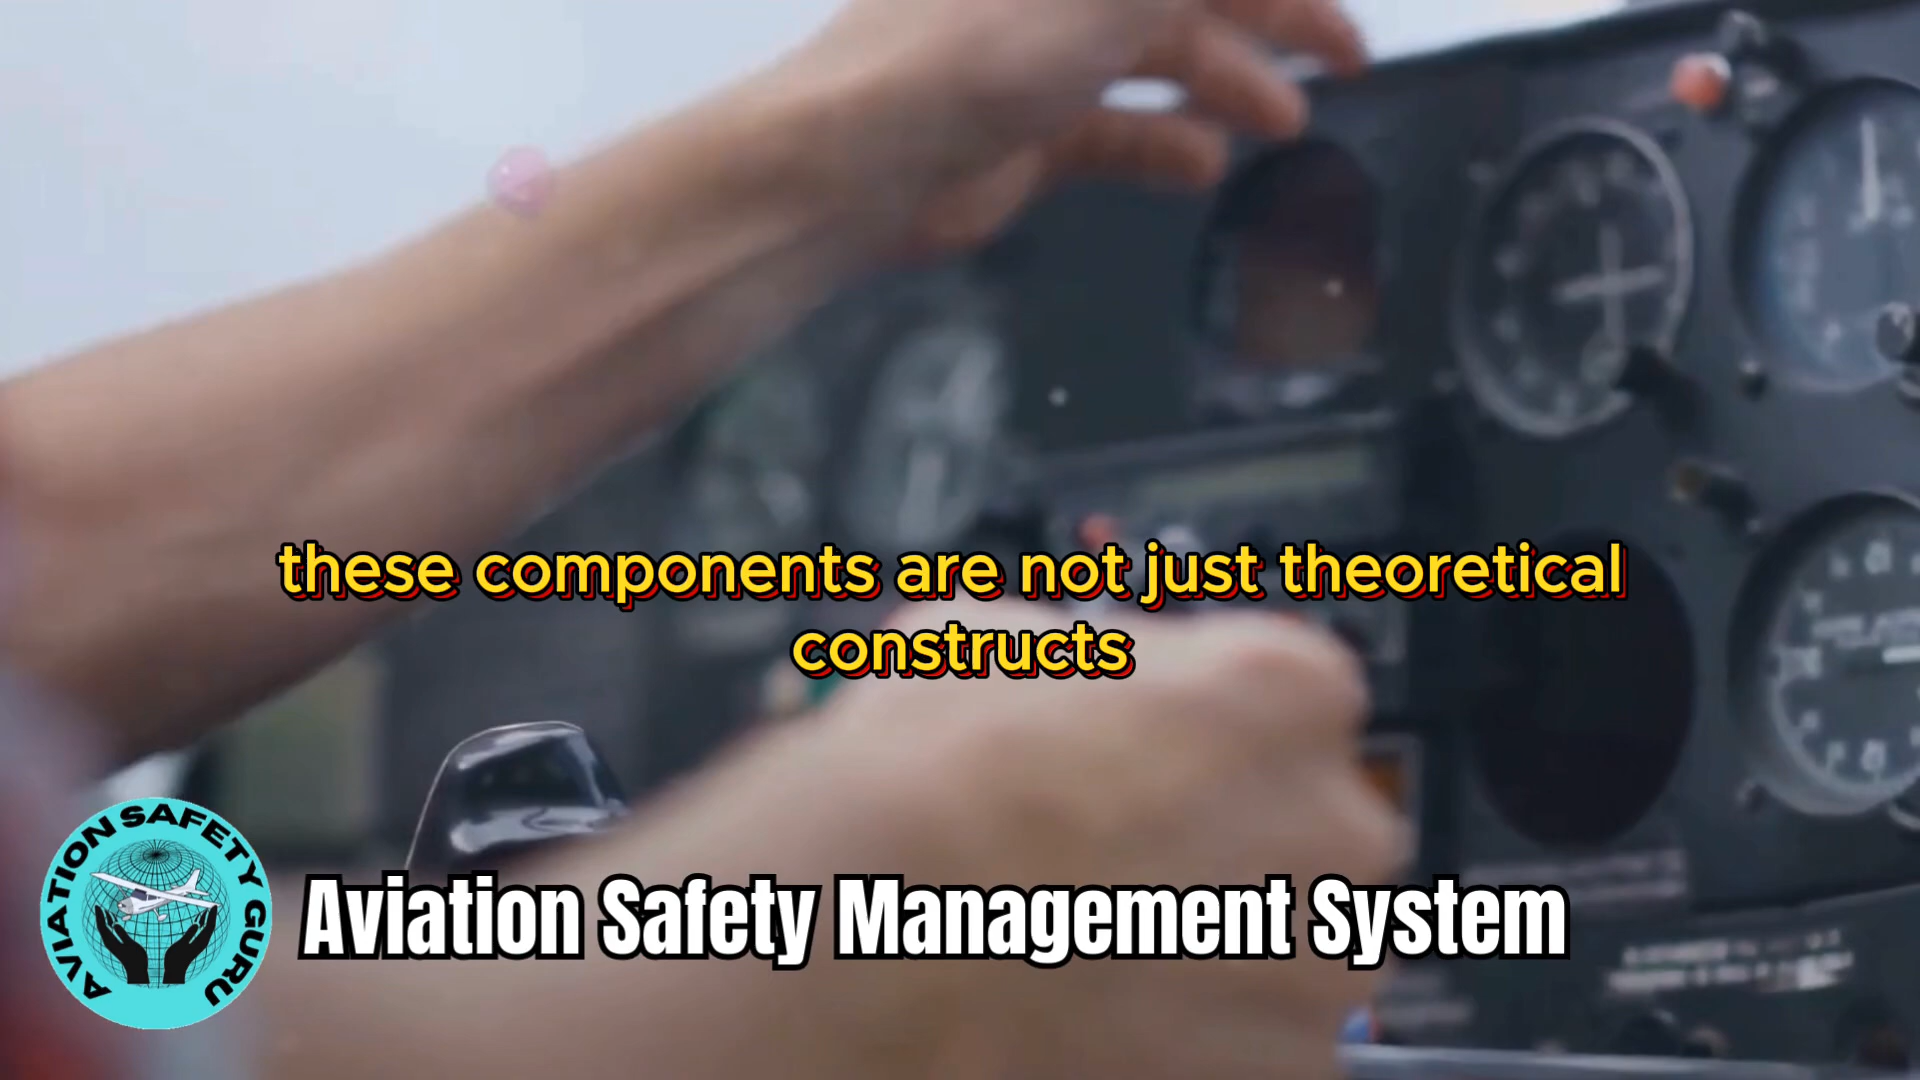 these components are not just theoretical
constructs
AVIATION SAFETY GURU
Aviation Safety Management System